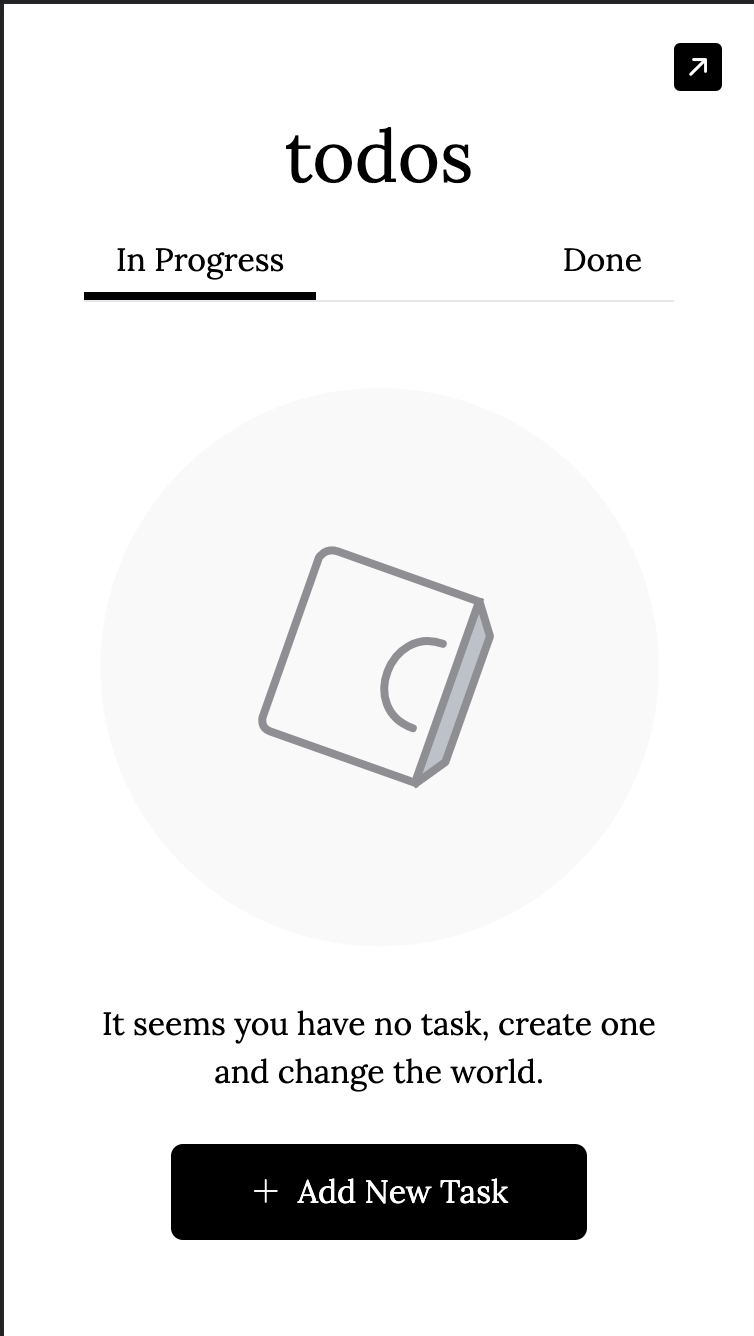 todos
In Progress
Done
It seems you have no task, create one
and change the world.
+ Add New Task